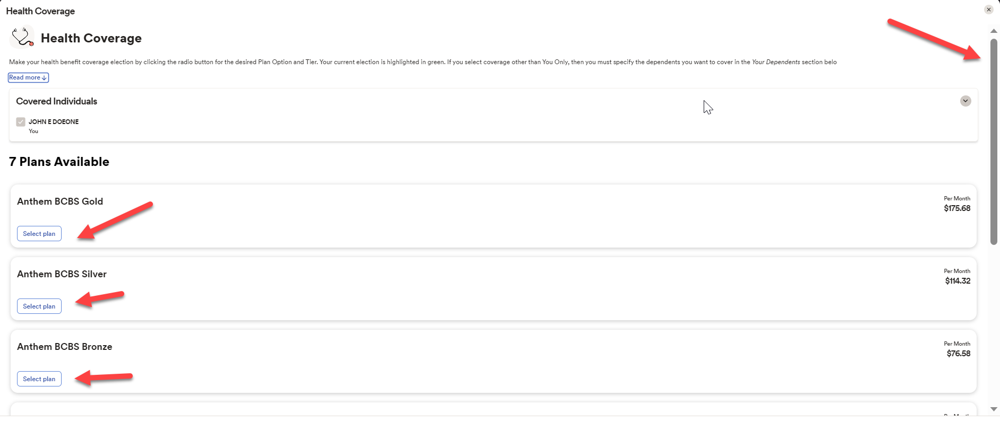 Health Coverage
Health Coverage
Make your health benefit coverage election by clicking the radio button for the desired Plan Option and Tier. Your current election is highlighted in green. If you select coverage other than You Only, then you must specify the dependents you want to cover in the Your Dependents section belo
Read more ↓
Covered Individuals
JOHN E DOEONE
You
7 Plans Available
Anthem BCBS Gold
Per Month
$175.68
Select plan
Anthem BCBS Silver
Per Month
$114.32
Select plan
Anthem BCBS Bronze
Per Month
$76.58
Select plan